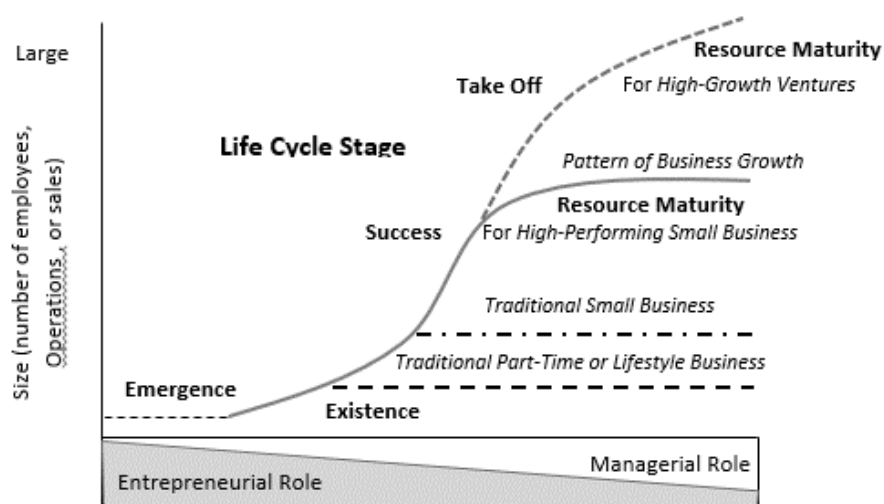 Large
Resource Maturity
For High-Growth Ventures
Take Off
Life Cycle Stage
Pattern of Business Growth
Resource Maturity
For High-Performing Small Business
Success
Size (number of employees,
Operations,, or sales)
Traditional Small Business
Traditional Part-Time or Lifestyle Business
Emergence
Existence
Managerial Role
Entrepreneurial Role